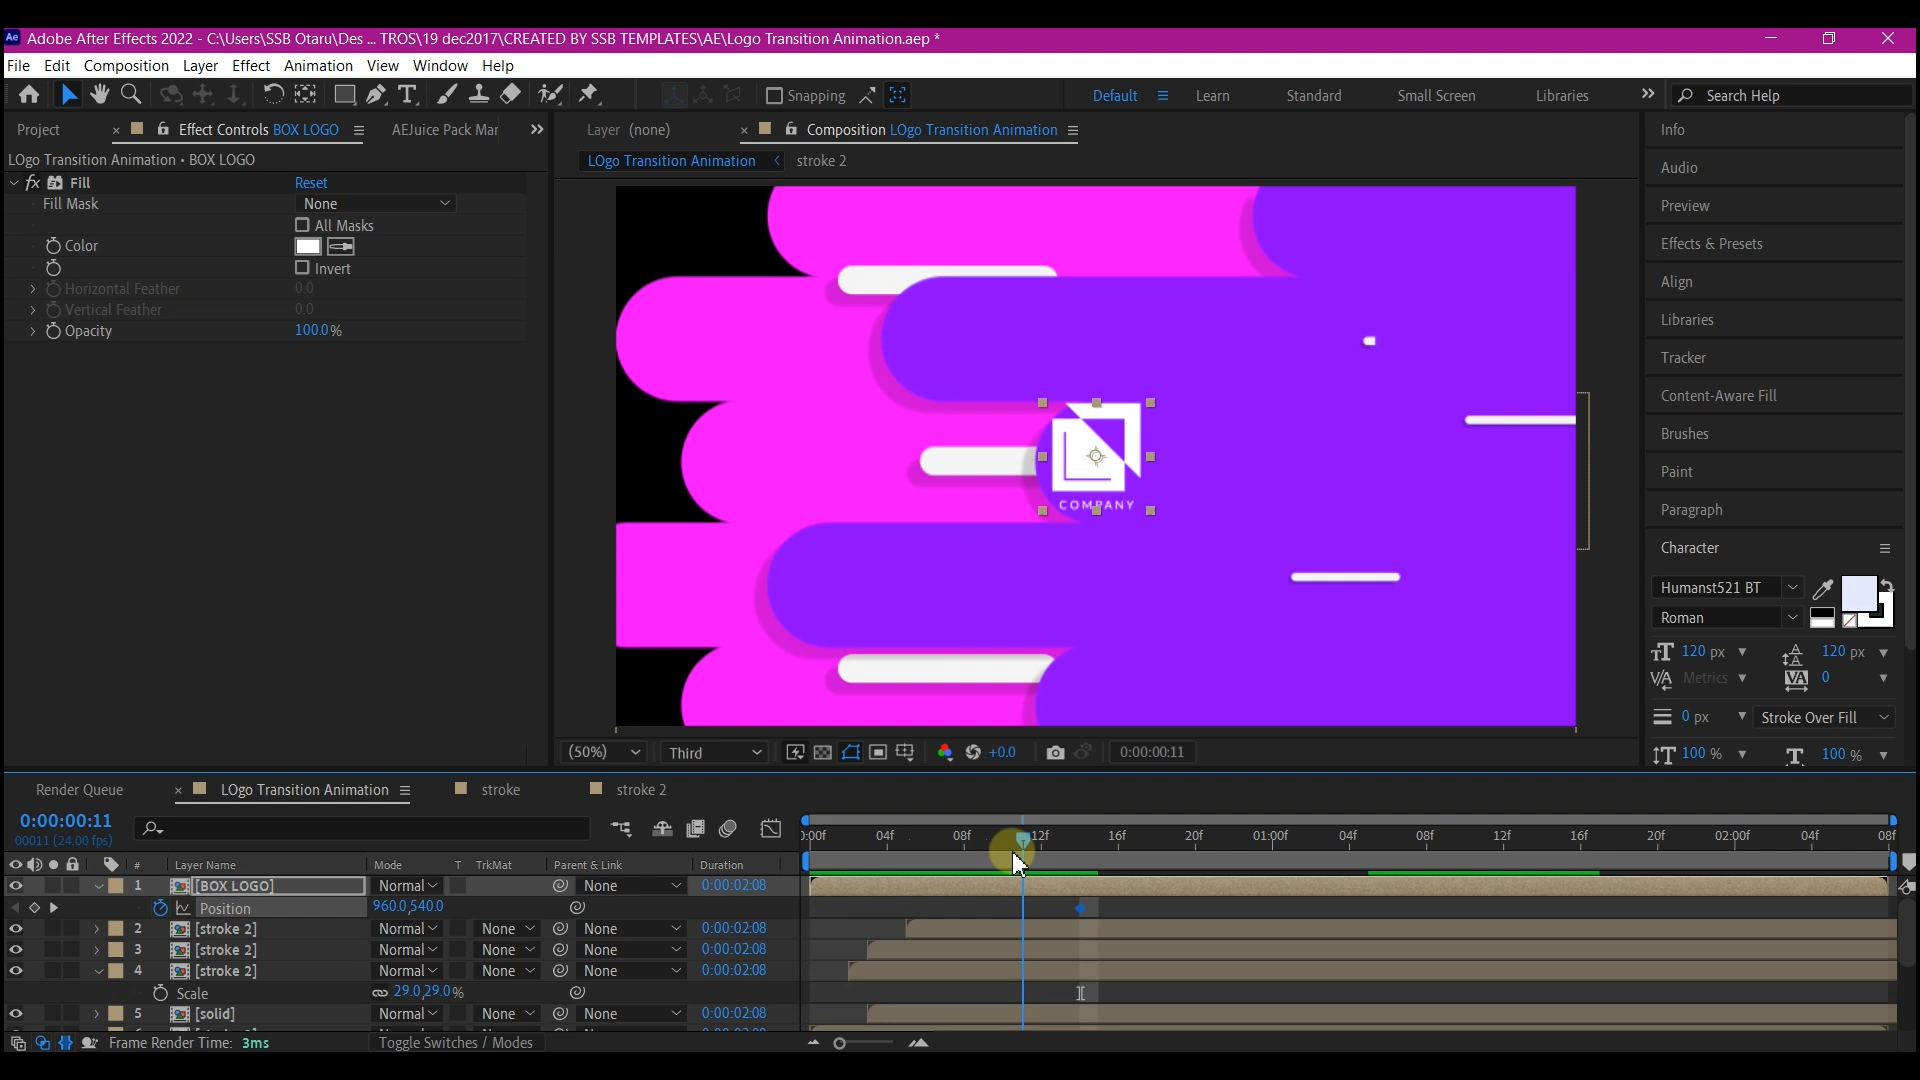 Ae Adobe After Effects 2022 - C:\Users\SSB Otaru\Des ... TROS\19 dec2017\CREATED BY SSB TEMPLATES\AE\Logo Transition Animation.aep *
File Edit Composition Layer Effect Animation View Window Help
Snapping Default Learn Standard Small Screen Libraries Search Help
Project Effect Controls BOX LOGO AEJuice Pack Mar Layer (none) Composition LOgo Transition Animation Info
LOgo Transition Animation • BOX LOGO LOgo Transition Animation stroke 2
Audio
fx Fill Reset
Fill Mask None Preview
All Masks
Color Effects & Presets
Invert
Horizontal Feather 0.0 Align
Vertical Feather 0.0
Opacity 100.0% Libraries
Tracker
Content-Aware Fill
Brushes
Paint
COMPANY
Paragraph
Character
Humanst521 BT
Roman
120 px 120 px
Metrics 0
0 px Stroke Over Fill
100 % 100 %
(50%) Third +0.0 0:00:00:11
Render Queue LOgo Transition Animation stroke stroke 2
0:00:00:11
00011 (24.00 fps)
):00f 04f 08f 12f 16f 20f 01:00f 04f 08f 12f 16f 20f 02:00f 04f 08f
# Layer Name Mode T TrkMat Parent & Link Duration
1 [BOX LOGO] Normal None 0:00:02:08
Position 960.0,540.0
2 [stroke 2] Normal None None 0:00:02:08
3 [stroke 2] Normal None None 0:00:02:08
4 [stroke 2] Normal None None 0:00:02:08
Scale 29.0,29.0%
5 [solid] Normal None None 0:00:02:08
Frame Render Time: 3ms Toggle Switches / Modes